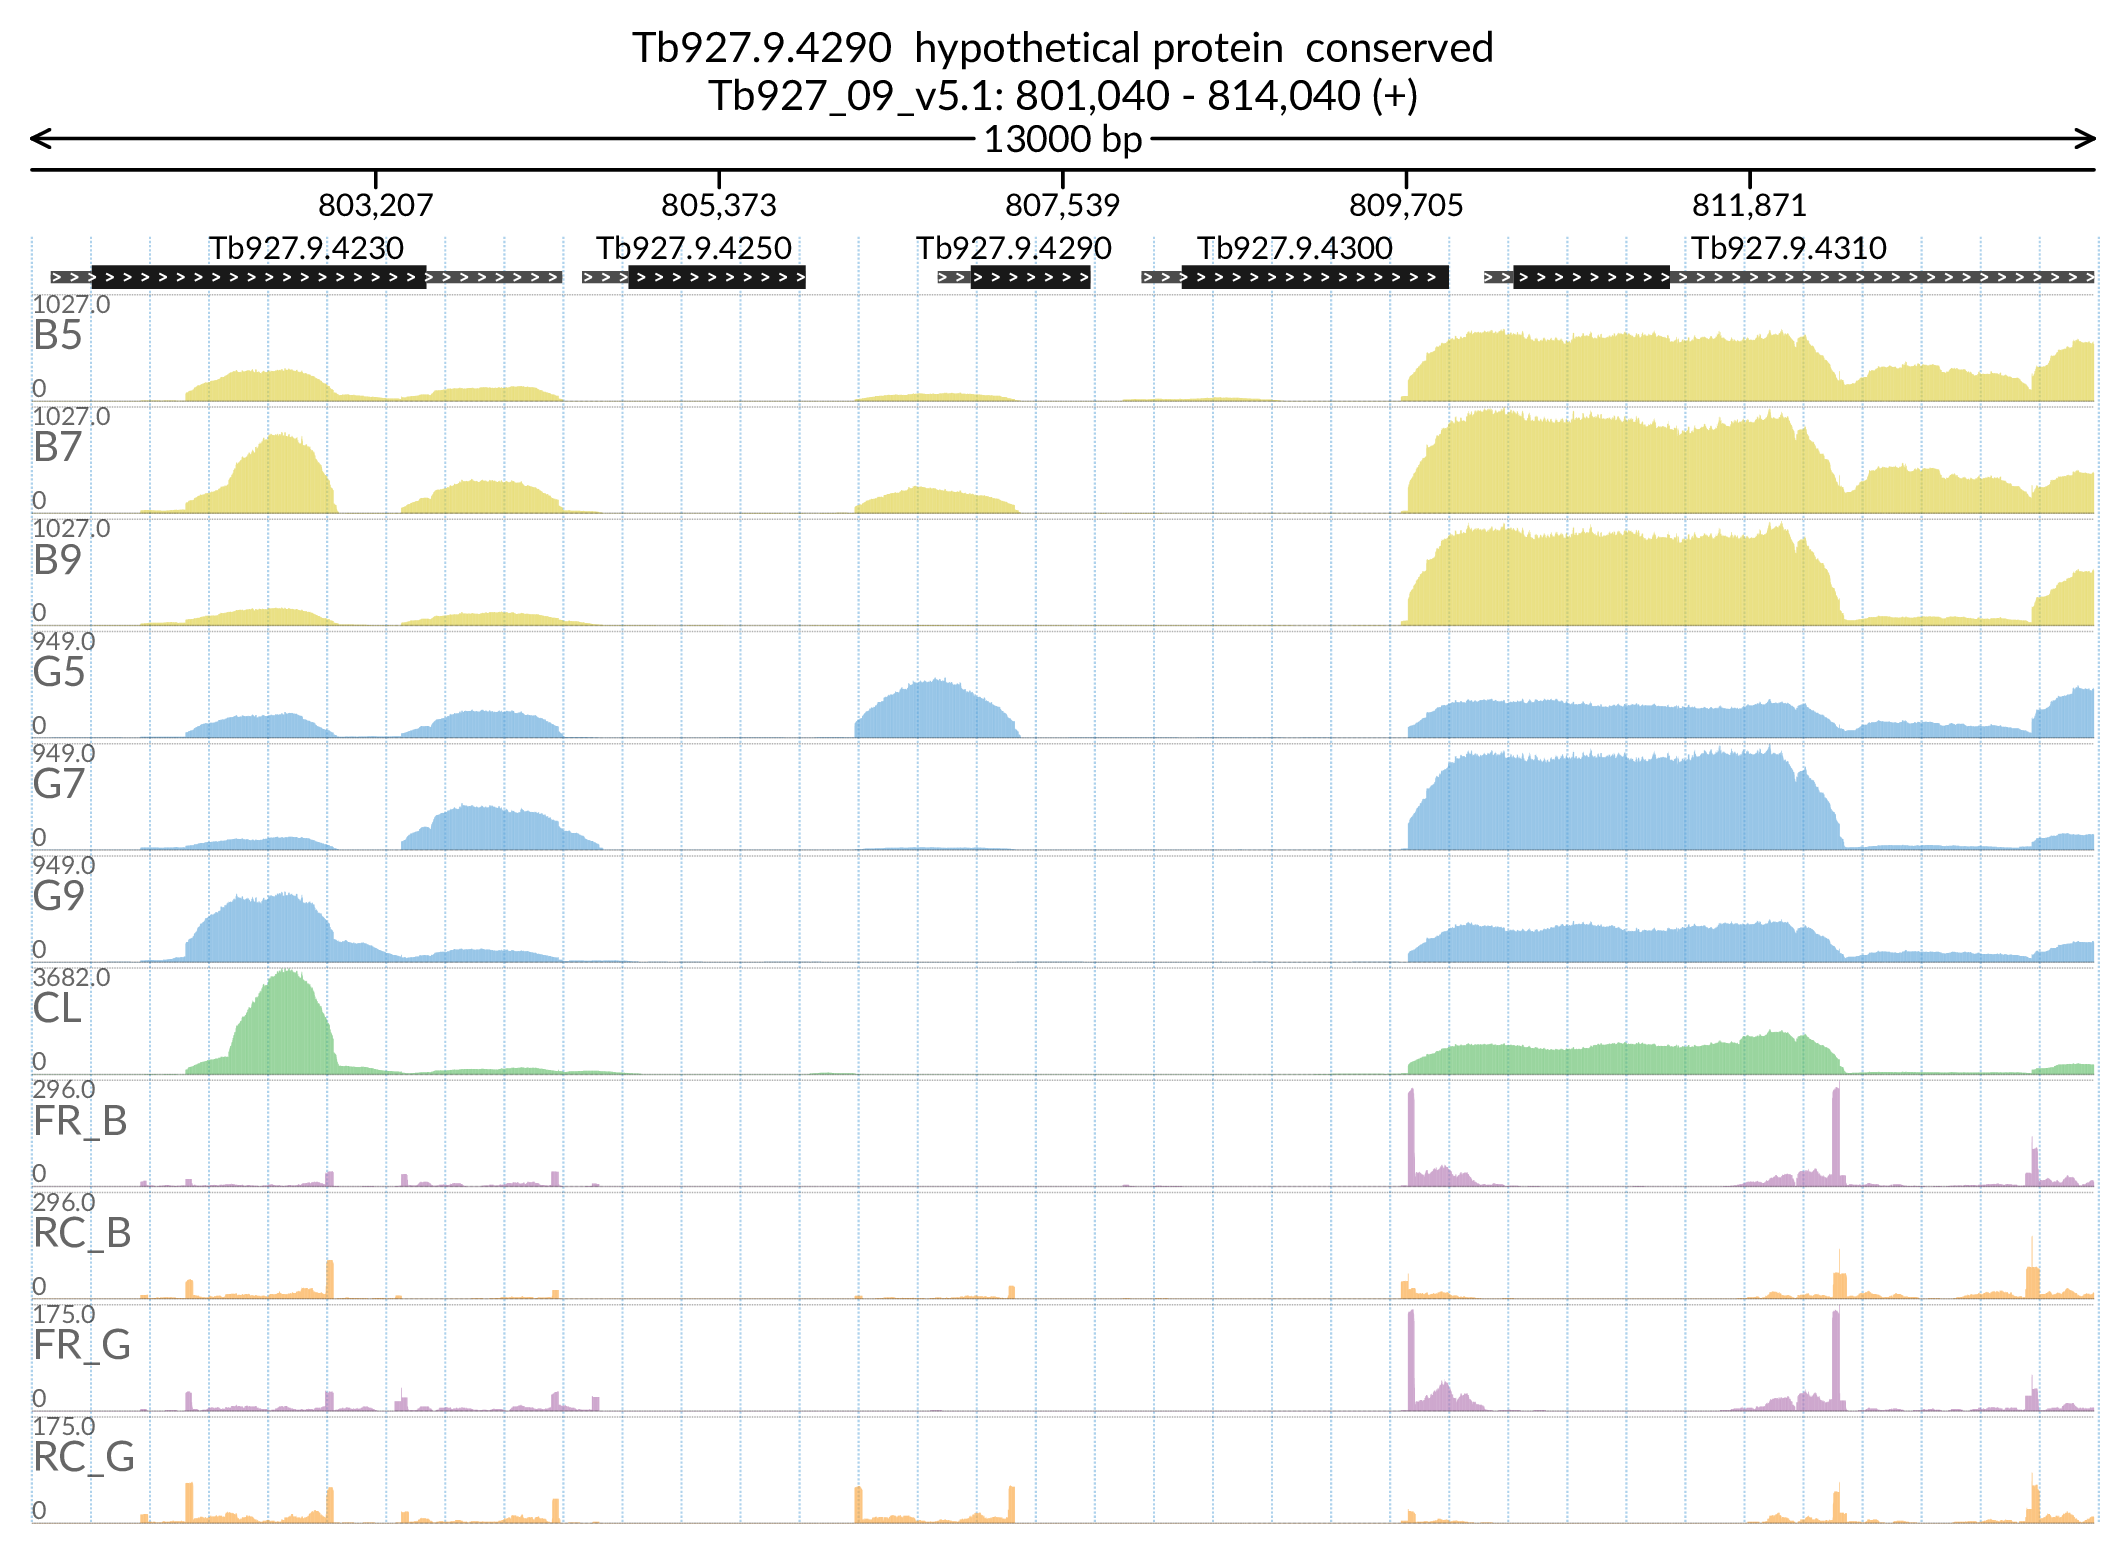 Tb927.9.4290 hypothetical protein conserved
Tb927_09_v5.1: 801,040 - 814,040 (+)
13000 bp
803,207 805,373 807,539 809,705 811,871
Tb927.9.4230 Tb927.9.4250 Tb927.9.4290 Tb927.9.4300 Tb927.9.4310
1027.0
B5
0
1027.0
B7
0
1027.0
B9
0
949.0
G5
0
949.0
G7
0
949.0
G9
0
3682.0
CL
0
296.0
FR_B
0
296.0
RC_B
0
175.0
FR_G
0
175.0
RC_G
0